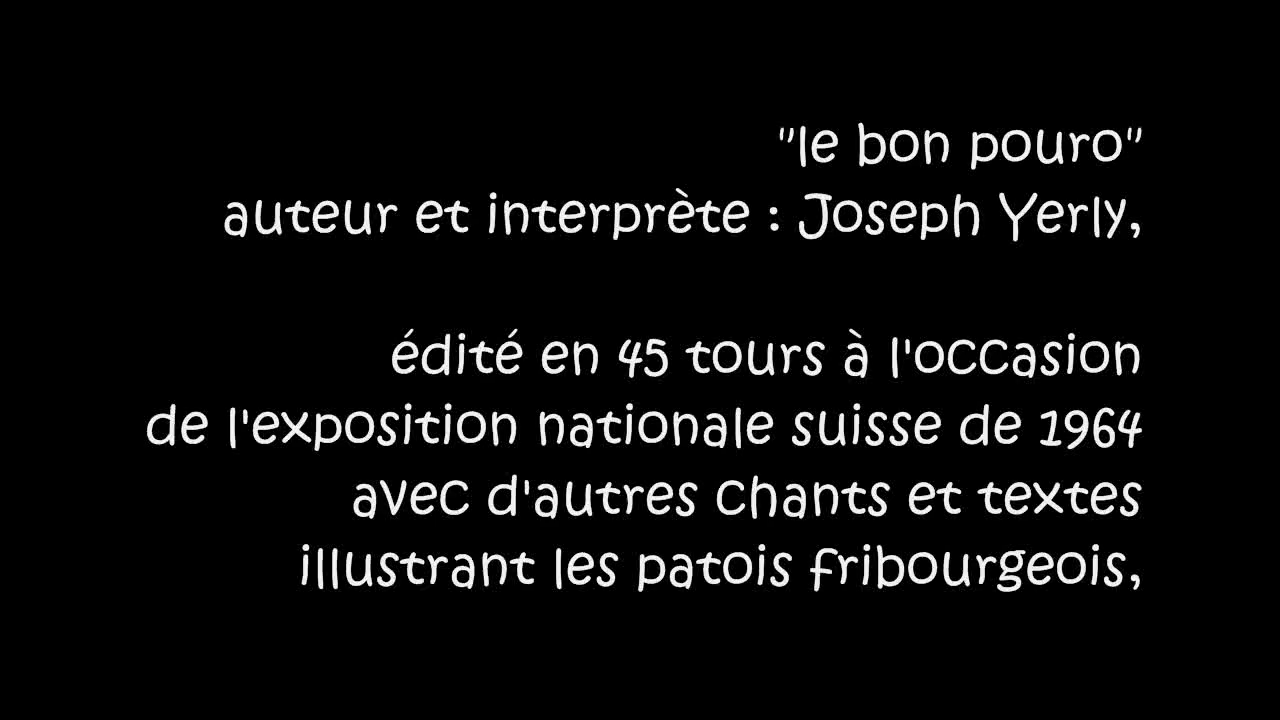 "le bon pouro"
auteur et interprète : Joseph Yerly,
édité en 45 tours à l'occasion
de l'exposition nationale suisse de 1964
avec d'autres chants et textes
illustrant les patois fribourgeois,